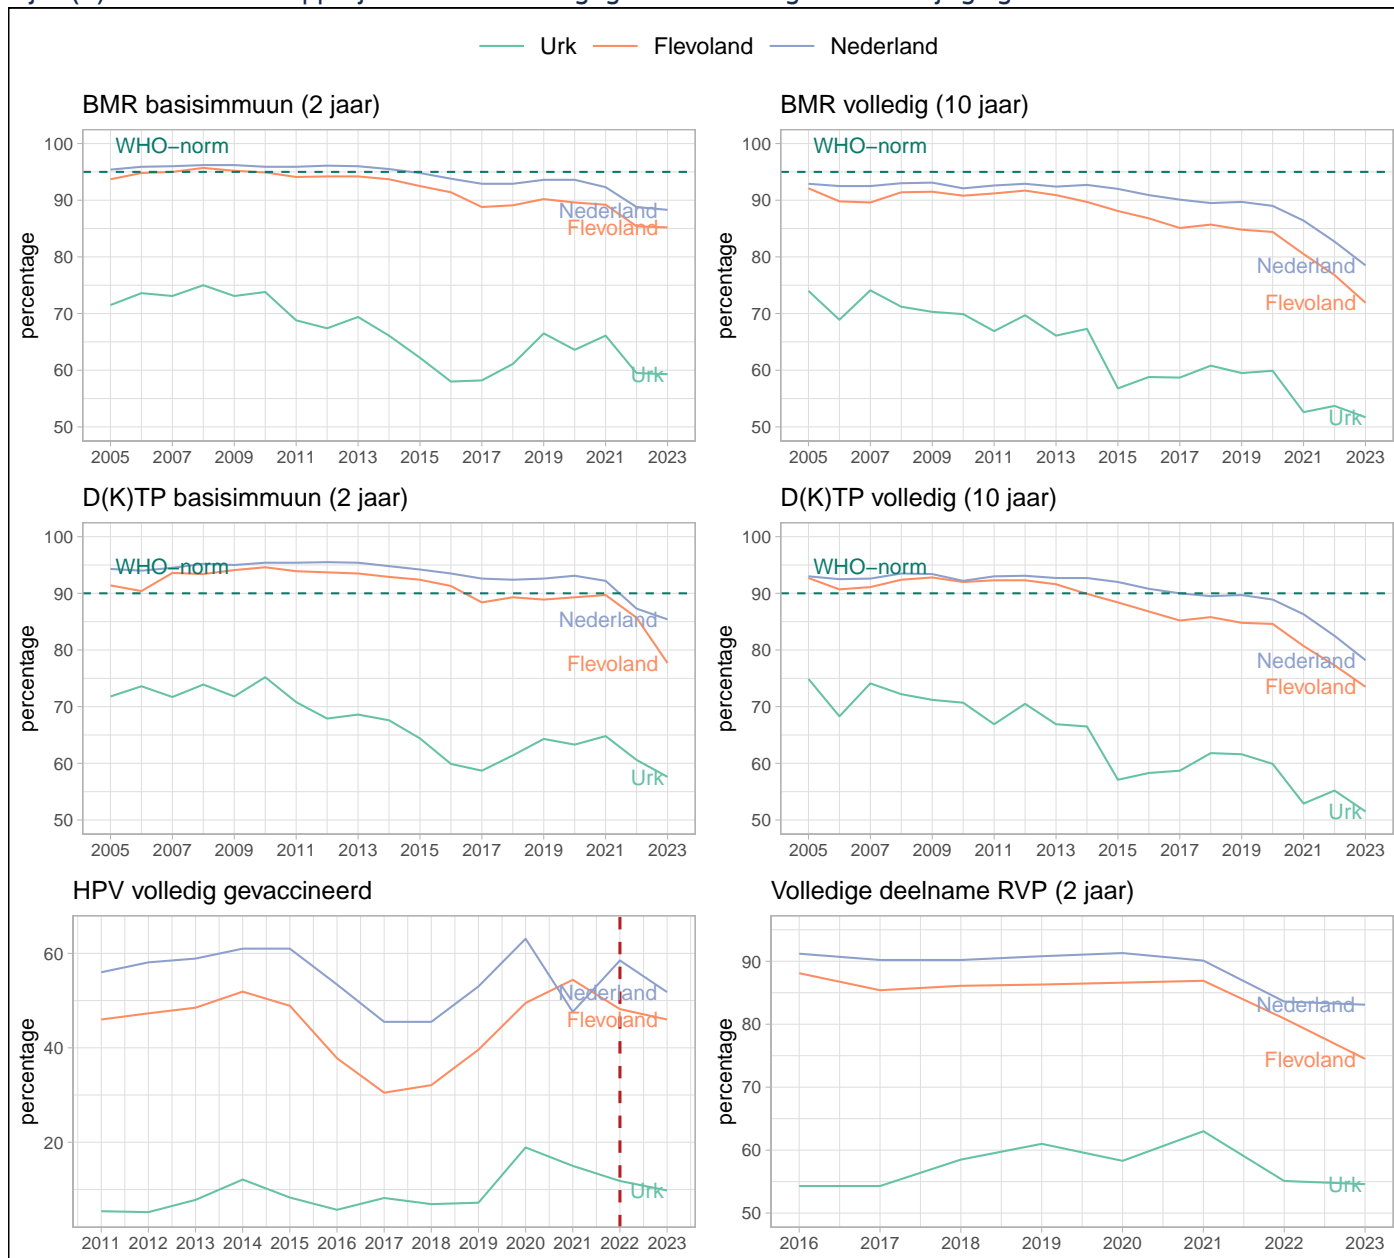 Urk Flevoland Nederland
BMR basisimmuun (2 jaar)
percentage
100
90
80
70
60
50
WHO–norm
Nederland
Flevoland
Urk
2005 2007 2009 2011 2013 2015 2017 2019 2021 2023
BMR volledig (10 jaar)
percentage
100
90
80
70
60
50
WHO–norm
Nederland
Flevoland
Urk
2005 2007 2009 2011 2013 2015 2017 2019 2021 2023
D(K)TP basisimmuun (2 jaar)
percentage
100
90
80
70
60
50
WHO–norm
Nederland
Flevoland
Urk
2005 2007 2009 2011 2013 2015 2017 2019 2021 2023
D(K)TP volledig (10 jaar)
percentage
100
90
80
70
60
50
WHO–norm
Nederland
Flevoland
Urk
2005 2007 2009 2011 2013 2015 2017 2019 2021 2023
HPV volledig gevaccineerd
percentage
60
40
20
Nederland
Flevoland
Urk
2011 2012 2013 2014 2015 2016 2017 2018 2019 2020 2021 2022 2023
Volledige deelname RVP (2 jaar)
percentage
90
80
70
60
50
Nederland
Flevoland
Urk
2016 2017 2018 2019 2020 2021 2022 2023